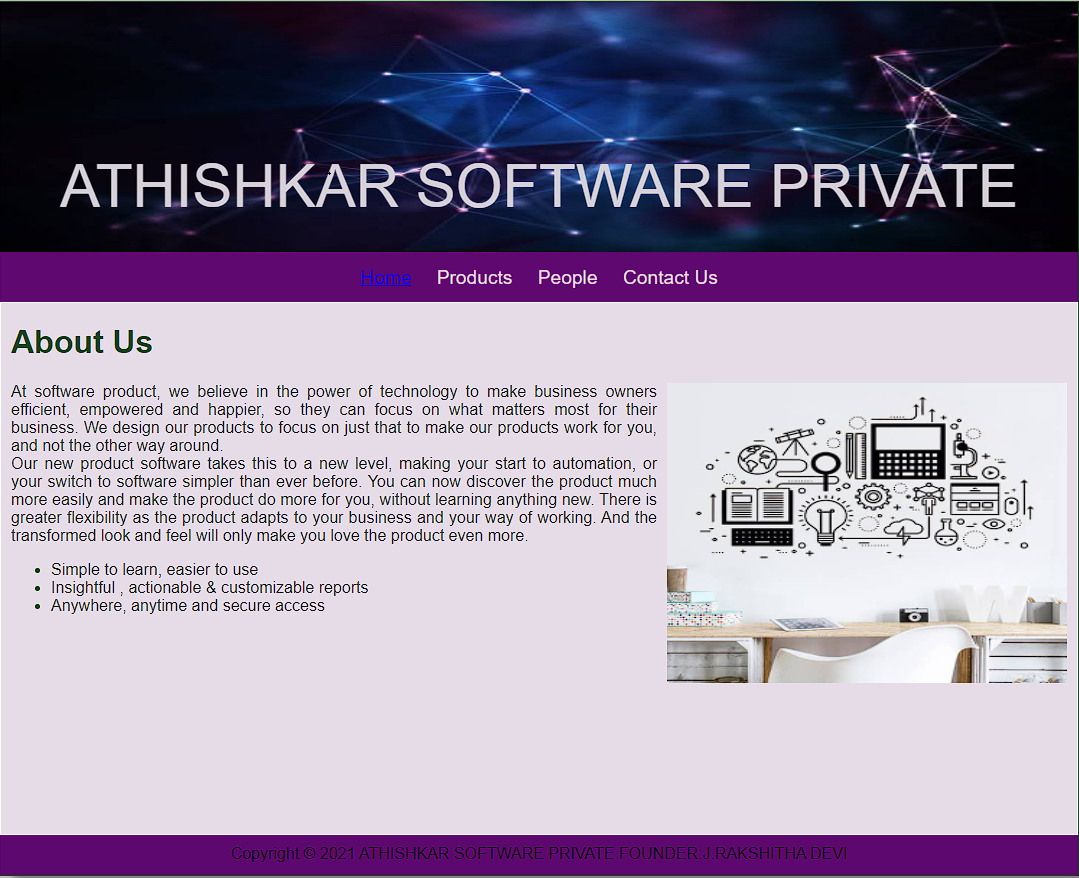 ATHISHKAR SOFTWARE PRIVATE
Home Products People Contact Us
About Us
At software product, we believe in the power of technology to make business owners
efficient, empowered and happier, so they can focus on what matters most for their
business. We design our products to focus on just that to make our products work for you,
and not the other way around.
Our new product software takes this to a new level, making your start to automation, or
your switch to software simpler than ever before. You can now discover the product much
more easily and make the product do more for you, without learning anything new. There is
greater flexibility as the product adapts to your business and your way of working. And the
transformed look and feel will only make you love the product even more.
• Simple to learn, easier to use
• Insightful , actionable & customizable reports
• Anywhere, anytime and secure access
W
Copyright © 2021 ATHISHKAR SOFTWARE PRIVATE FOUNDER:J.RAKSHITHA DEVI